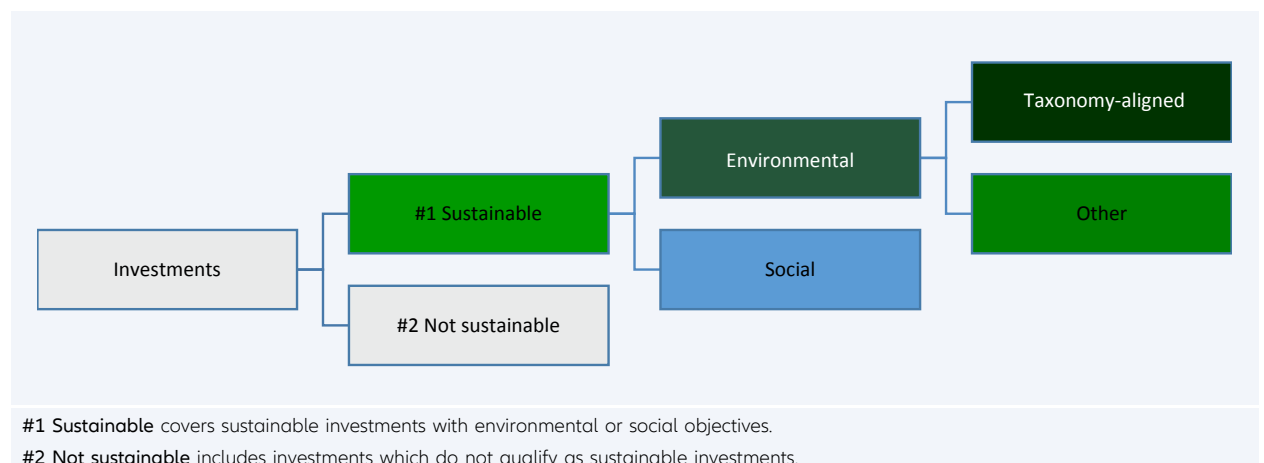 Taxonomy-aligned
Environmental
#1 Sustainable
Other
Investments
Social
#2 Not sustainable
#1 Sustainable covers sustainable investments with environmental or social objectives.
#2 Not sustainable includes investments which do not qualify as sustainable investments.